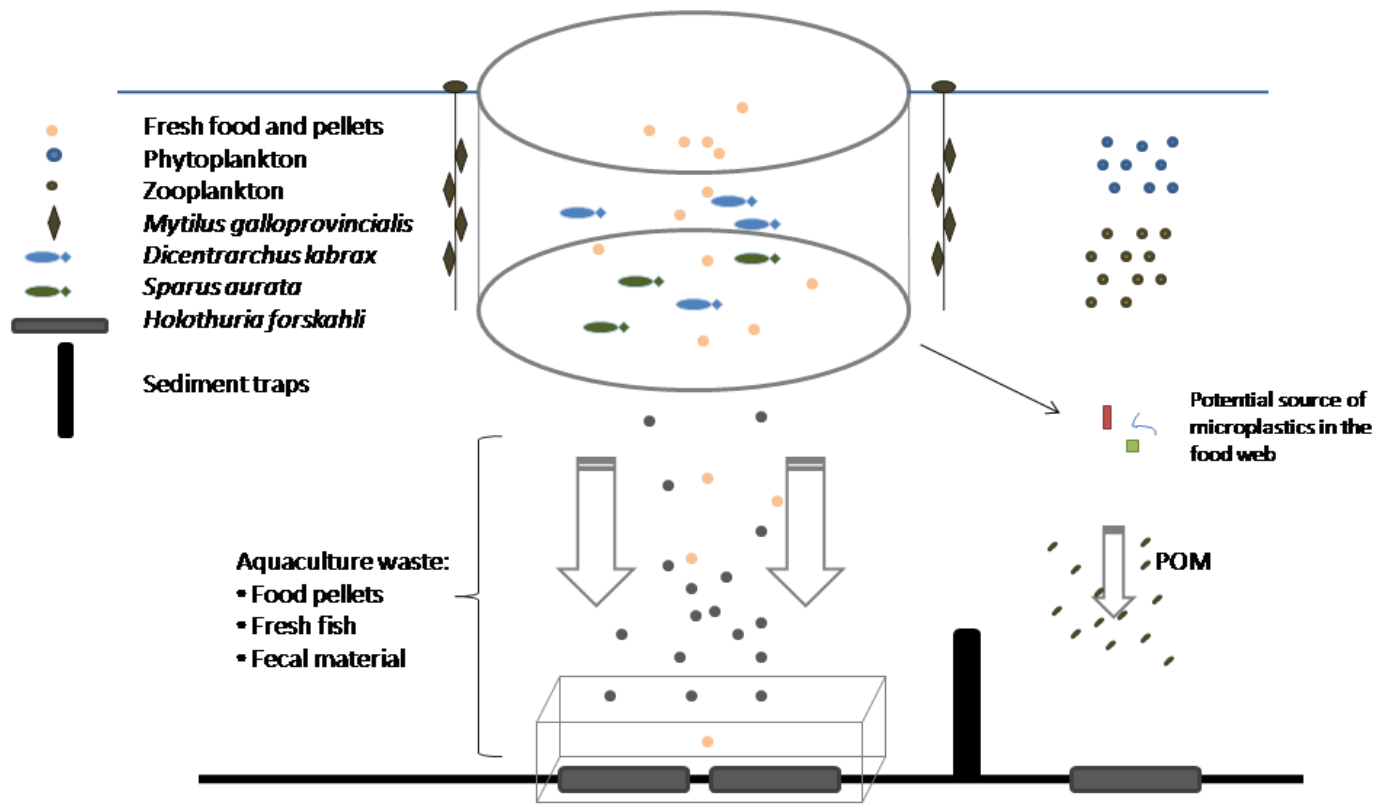 Fresh food and pellets
Phytoplankton
Zooplankton
Mytilus galloprovincialis
Dicentrarchus labrax
Sparus aurata
Holothuria forskahli
Sediment traps
Potential source of
microplastics in the
food web
Aquaculture waste:
• Food pellets
• Fresh fish
• Fecal material
POM